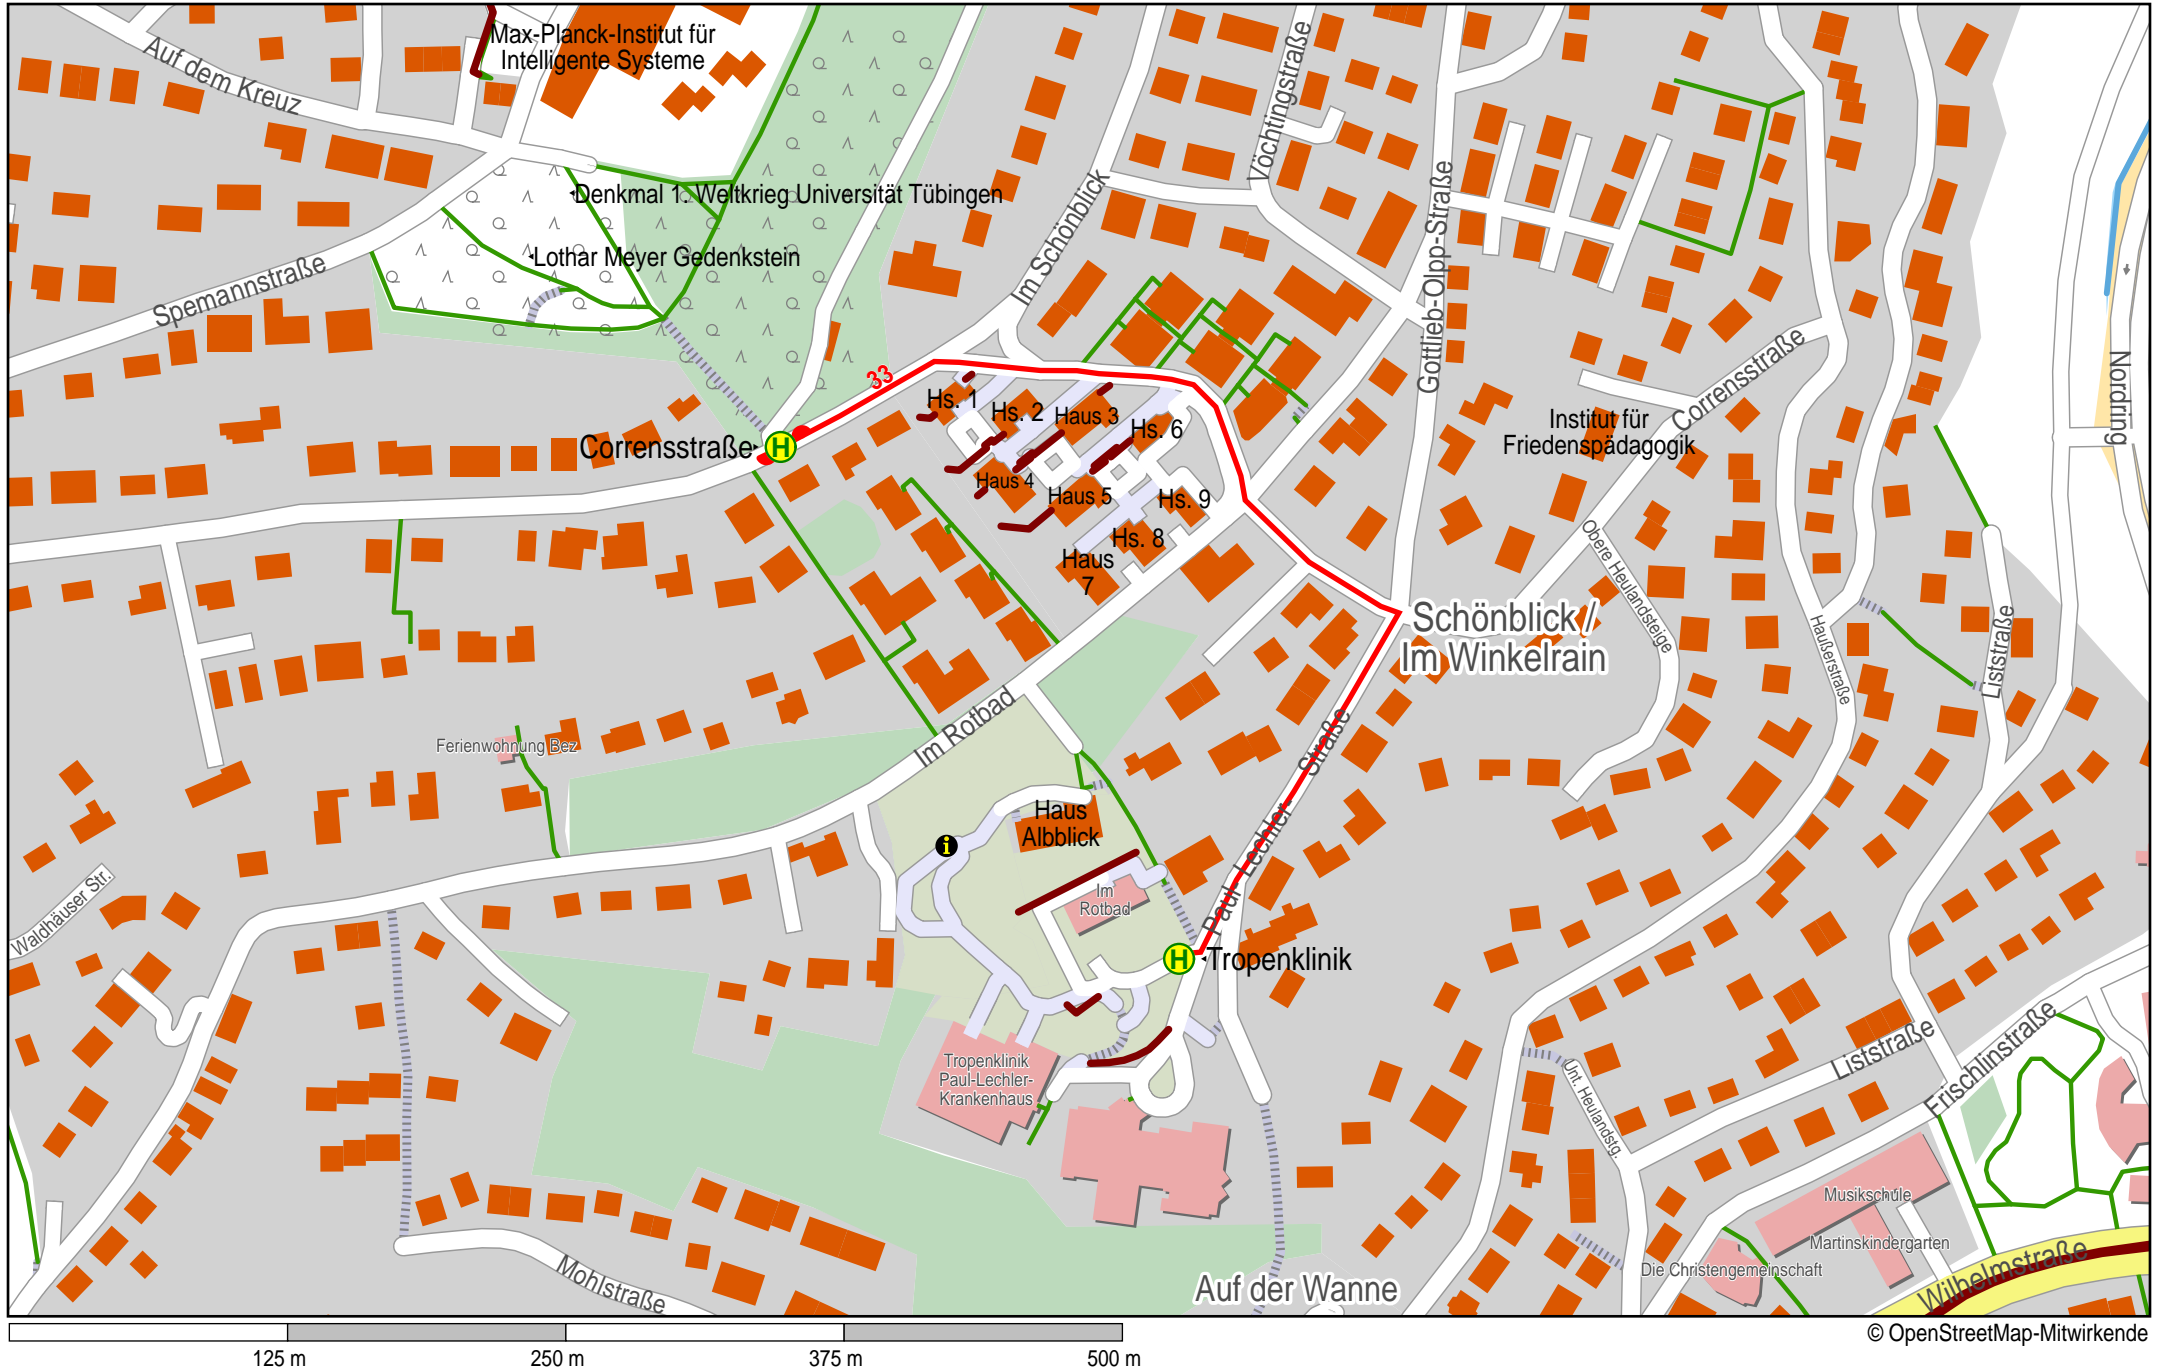 Max-Planck-Institut für
Intelligente Systeme
Auf dem Kreuz
Vöchtingstraße
Denkmal 1. Weltkrieg Universität Tübingen
Lothar Meyer Gedenkstein
Im Schönblick
Gottlieb-Olpp-Straße
Spemannstraße
33
Nordring
Corrensstraße
Hs. 1
Hs. 2
Haus 3
Hs. 6
Institut für
Friedenspädagogik
Corrensstraße
H
Haus 4
Haus 5
Hs. 9
Hs. 8
Haus
7
Obere Heulandsteige
Schönblick /
Im Winkelrain
Haußerstraße
Liststraße
Im Rotbad
Ferienwohnung Bez
Paul-Lechler-Straße
Haus
Albblick
i
Im
Rotbad
Waldhäuser Str.
H
Tropenklinik
Tropenklinik
Paul-Lechler-
Krankenhaus
Liststraße
Frischlinstraße
Unt. Heulandstg.
Musikschule
Martinskindergarten
Die Christengemeinschaft
Wilhelmstraße
Mohlstraße
Auf der Wanne
© OpenStreetMap-Mitwirkende
125 m
250 m
375 m
500 m